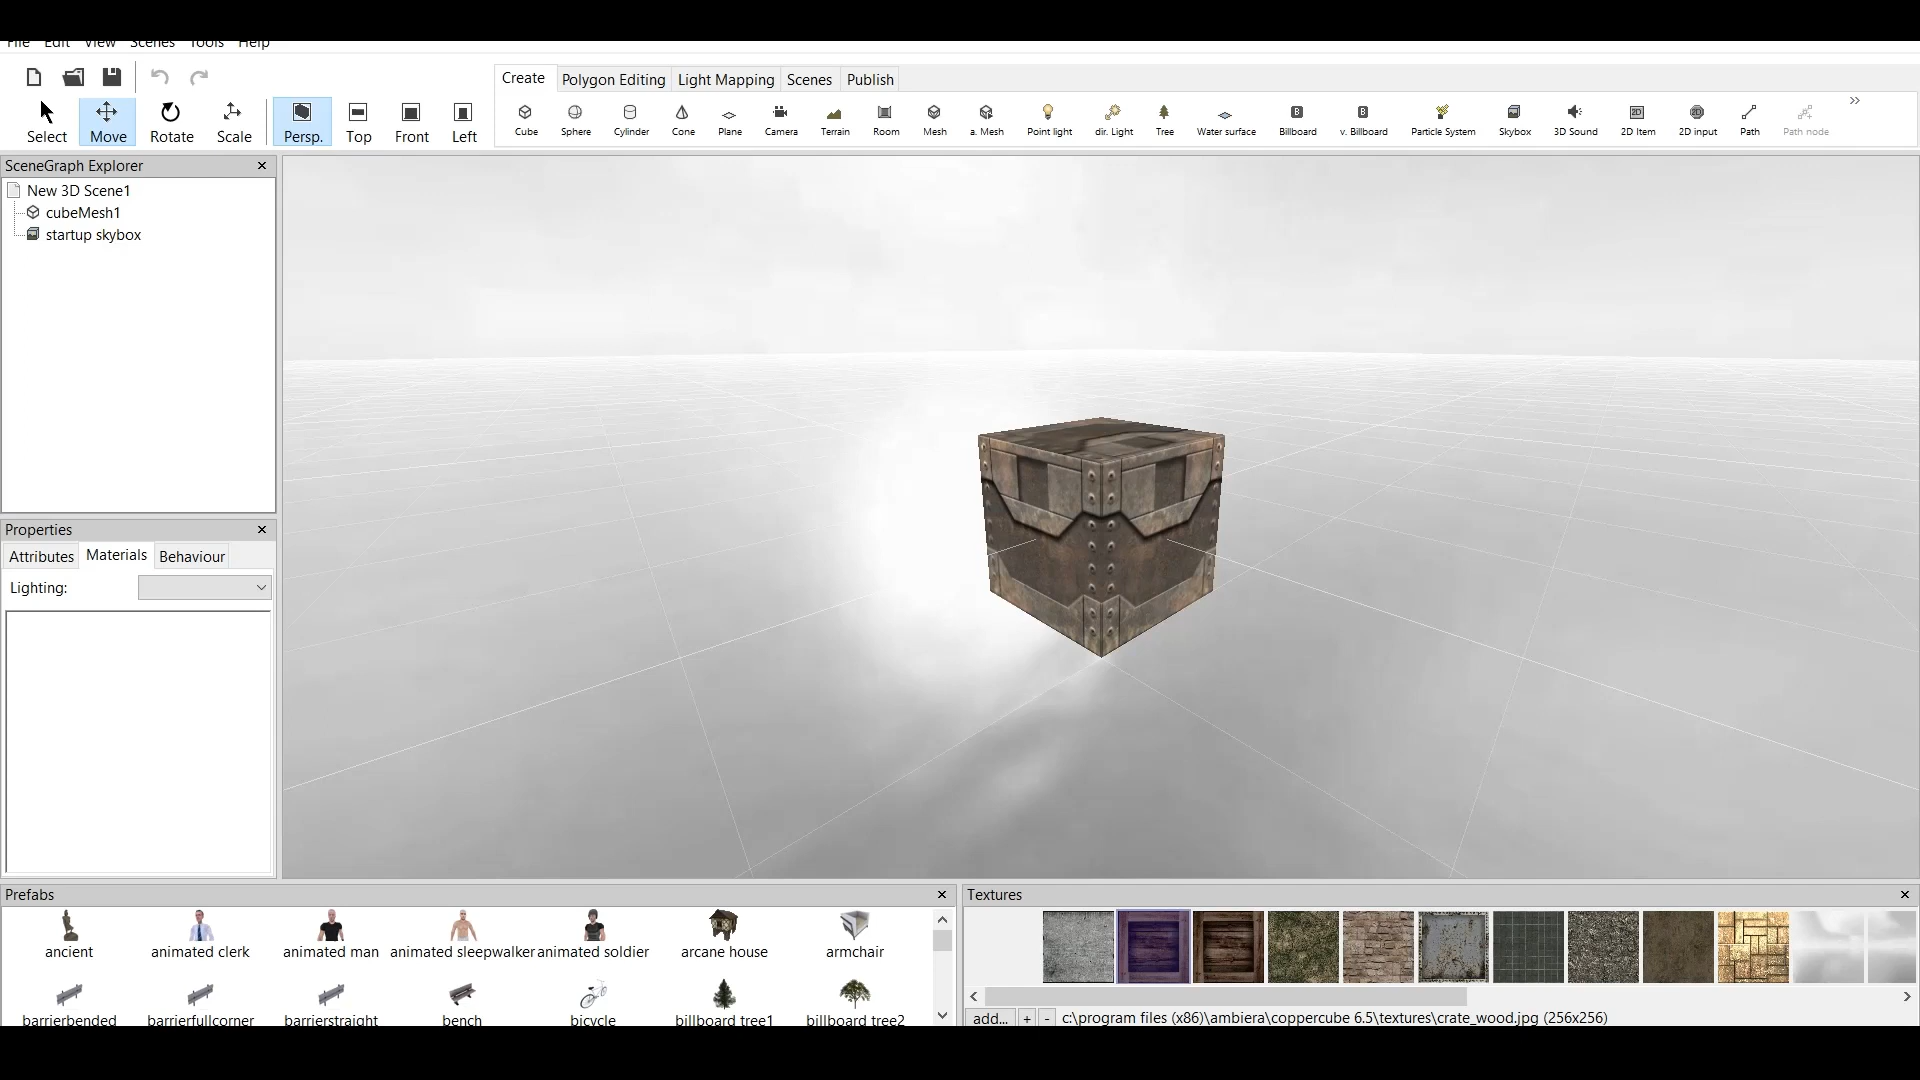 File Edit View Scenes Tools Help
Create Polygon Editing Light Mapping Scenes Publish
Select Move Rotate Scale Persp. Top Front Left
Cube Sphere Cylinder Cone Plane Camera Terrain Room Mesh a. Mesh Point light dir. Light Tree Water surface Billboard v. Billboard Particle System Skybox 3D Sound 2D Item 2D input Path Path node
SceneGraph Explorer
New 3D Scene1
cubeMesh1
startup skybox
Properties
Attributes Materials Behaviour
Lighting:
Prefabs
ancient animated clerk animated man animated sleepwalker animated soldier arcane house armchair
barrierbended barrierfullcorner barrierstraight bench bicycle billboard tree1 billboard tree2
Textures
add... + - c:\program files (x86)\ambiera\coppercube 6.5\textures\crate_wood.jpg (256x256)